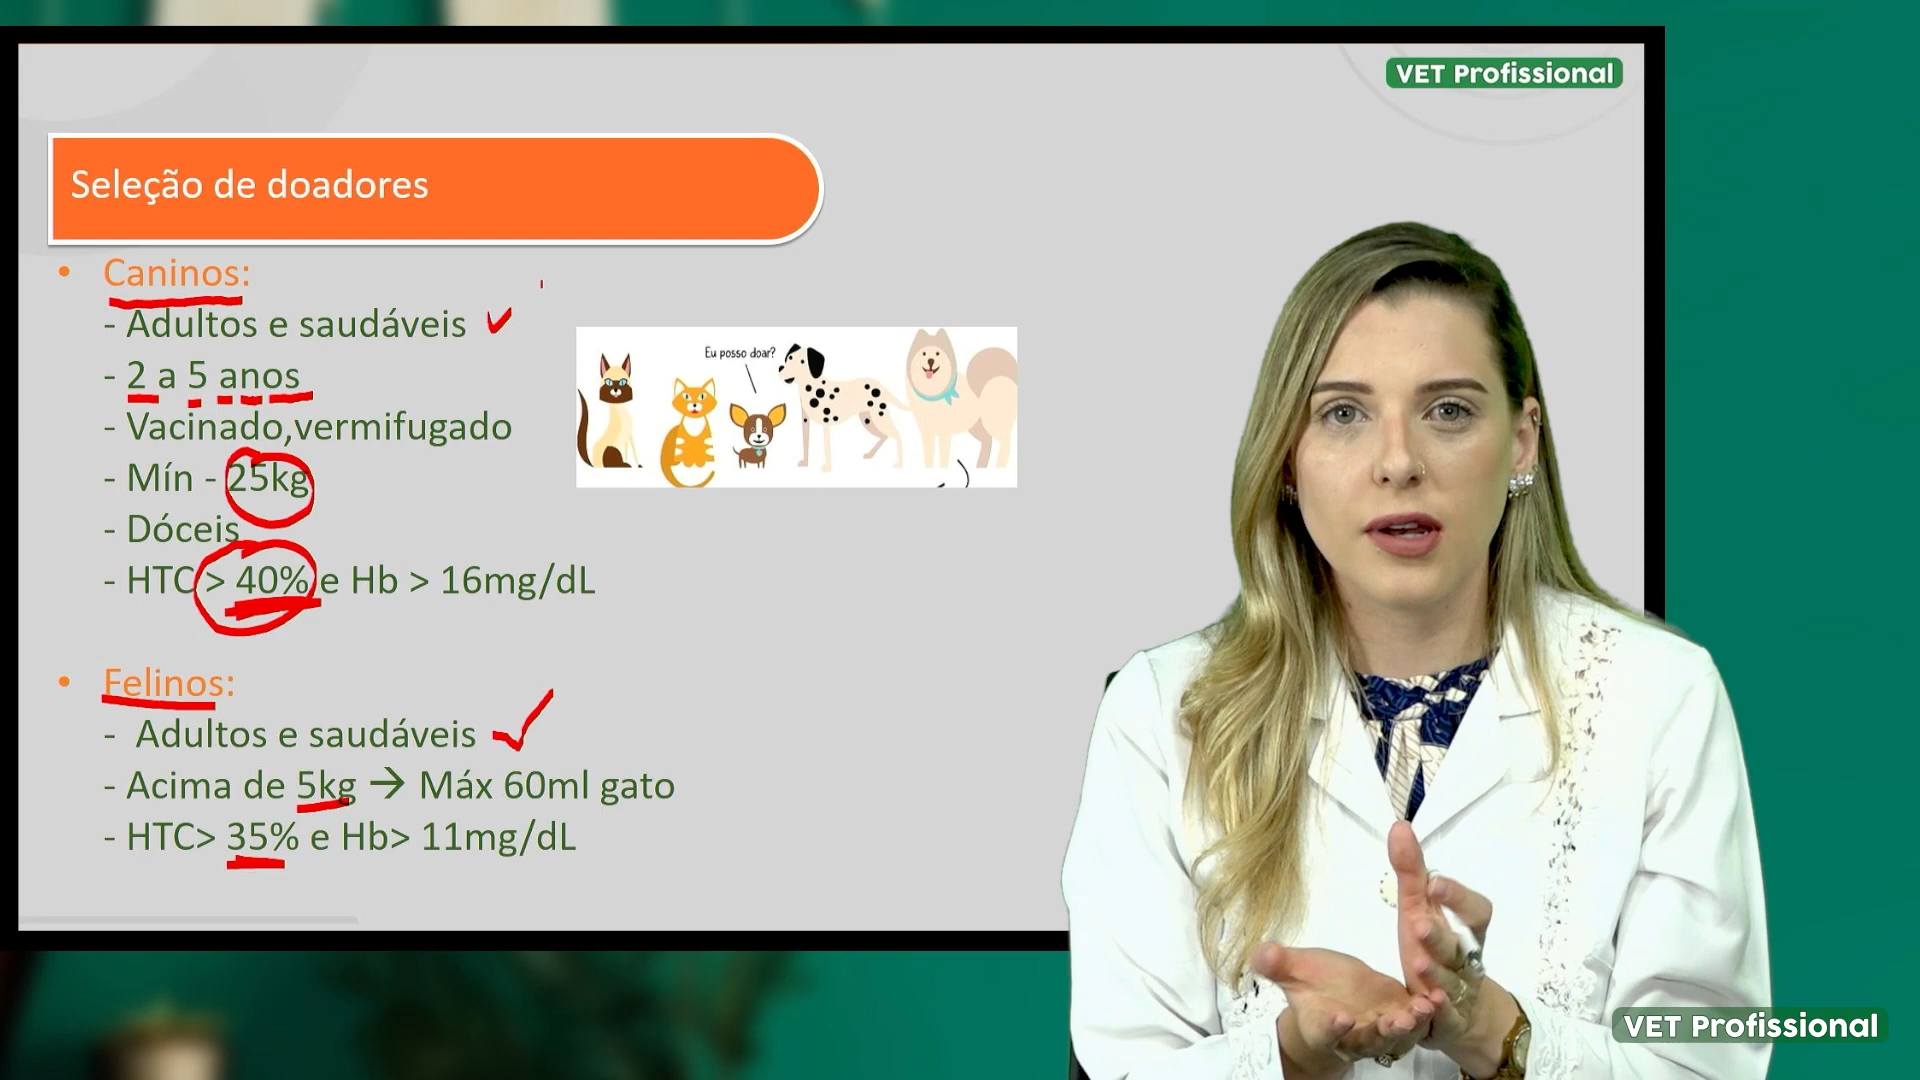 VET Profissional
Seleção de doadores
• Caninos:
- Adultos e saudáveis
- 2 a 5 anos
- Vacinado,vermifugado
- Mín - 25kg
- Dóceis
- HTC > 40% e Hb > 16mg/dL
Eu posso doar?
• Felinos:
- Adultos e saudáveis
- Acima de 5kg → Máx 60ml gato
- HTC> 35% e Hb> 11mg/dL
VET Profissional